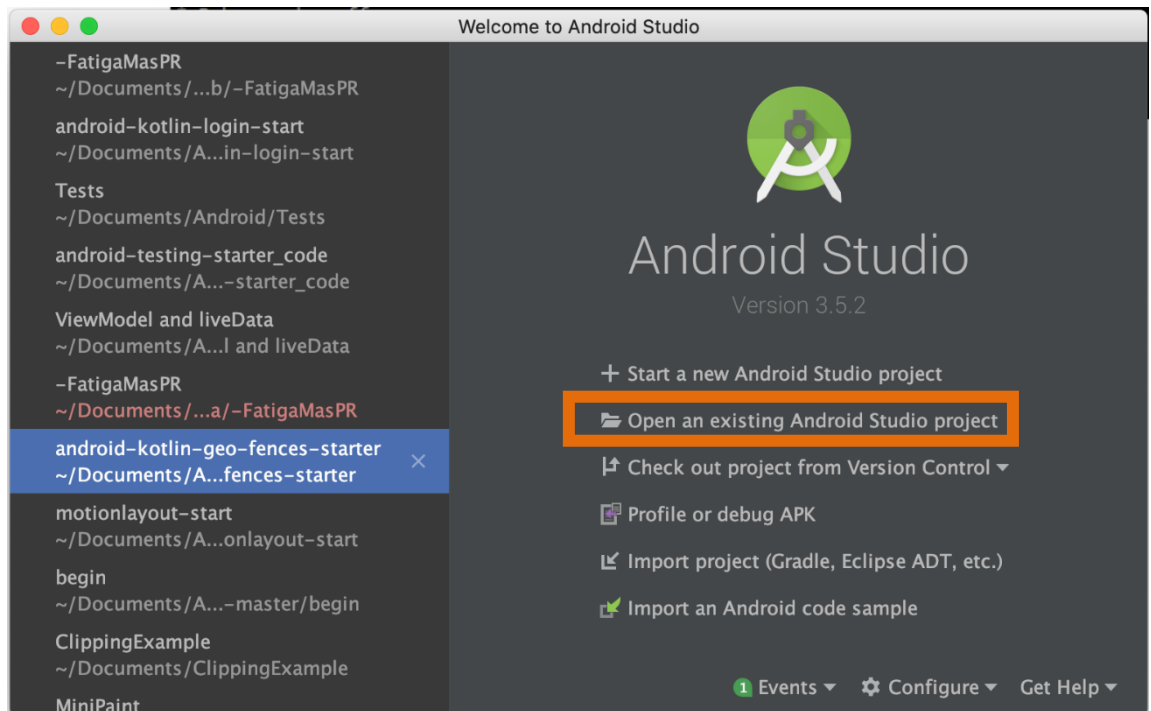 Welcome to Android Studio
-FatigaMasPR
~/Documents/...b/-FatigaMasPR
android-kotlin-login-start
~/Documents/A...in-login-start
Tests
~/Documents/Android/Tests
android-testing-starter_code
~/Documents/A...-starter_code
ViewModel and liveData
~/Documents/A...l and liveData
-FatigaMasPR
~/Documents/...a/-FatigaMasPR
android-kotlin-geo-fences-starter
~/Documents/A...fences-starter
motionlayout-start
~/Documents/A...onlayout-start
begin
~/Documents/A...-master/begin
ClippingExample
~/Documents/ClippingExample
MiniPaint
Android Studio
Version 3.5.2
Start a new Android Studio project
Open an existing Android Studio project
Check out project from Version Control
Profile or debug APK
Import project (Gradle, Eclipse ADT, etc.)
Import an Android code sample
1 Events Configure Get Help